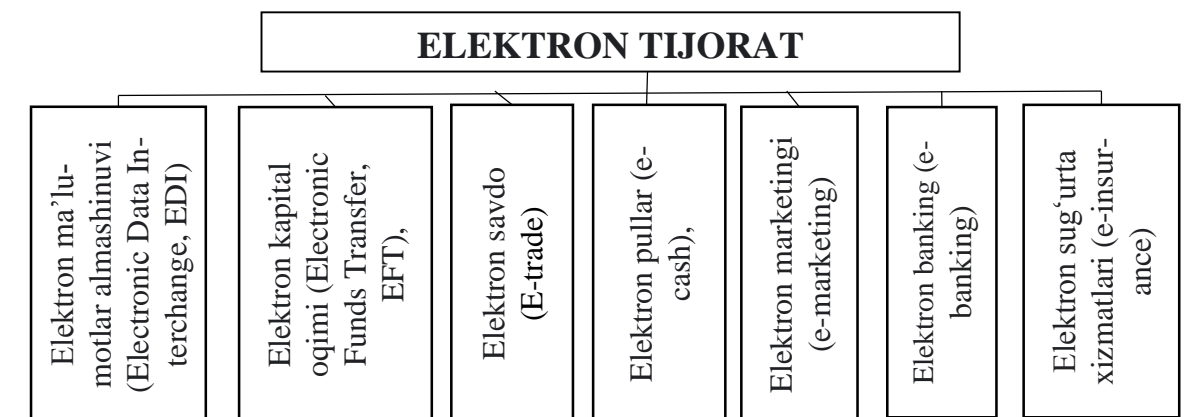 ELEKTRON TIJORAT
Elektron ma’lu-
motlar almashinuvi
(Electronic Data In-
terchange, EDI)
Elektron kapital
oqimi (Electronic
Funds Transfer,
EFT),
Elektron savdo
(E-trade)
Elektron pullar (e-
cash),
Elektron marketingi
(e-marketing)
Elektron banking (e-
banking)
Elektron sug‘urta
xizmatlari (e-insur-
ance)